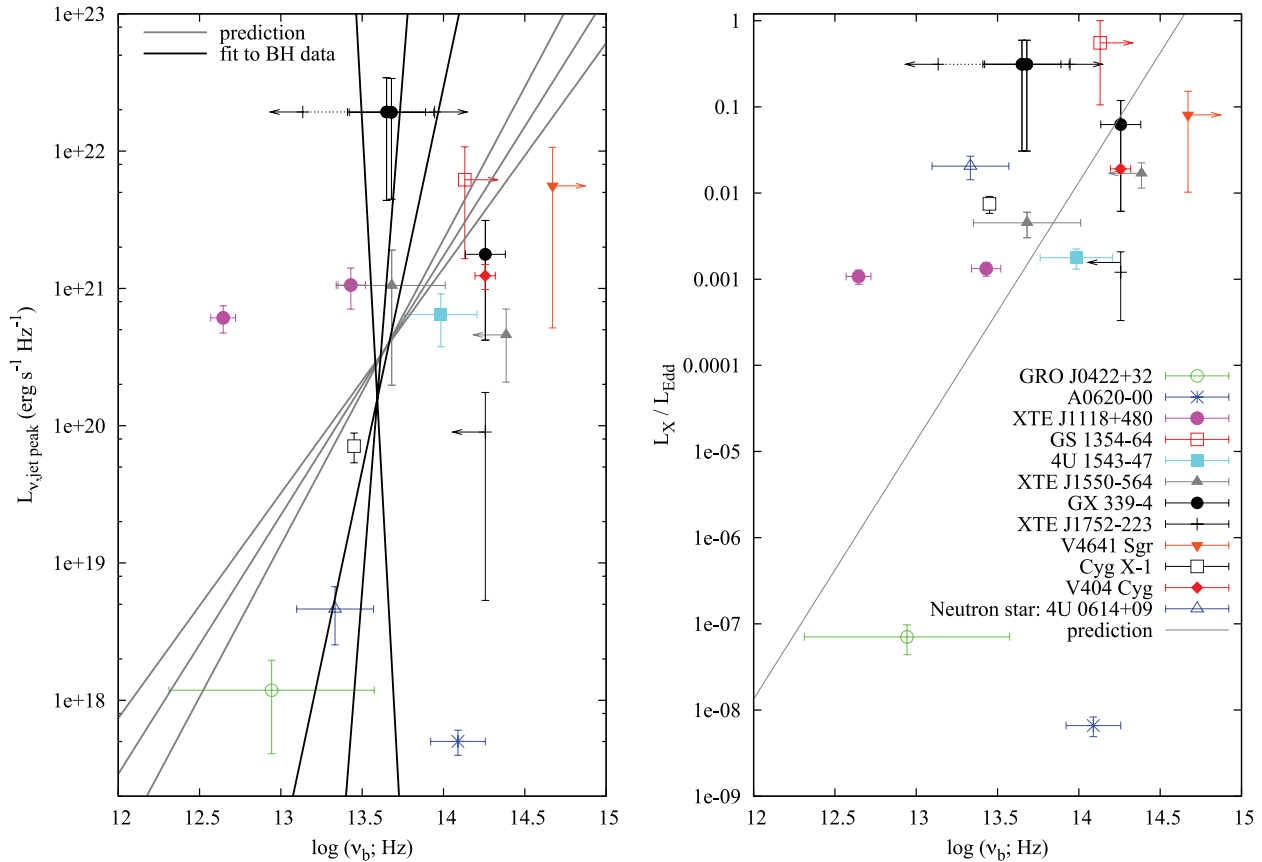 1e+23
1e+22
1e+21
1e+20
1e+19
1e+18
L_ν,jet peak (erg s⁻¹ Hz⁻¹)
prediction
fit to BH data
12 12.5 13 13.5 14 14.5 15
log (ν_b; Hz)
1
0.1
0.01
0.001
0.0001
1e-05
1e-06
1e-07
1e-08
1e-09
L_X / L_Edd
GRO J0422+32
A0620-00
XTE J1118+480
GS 1354-64
4U 1543-47
XTE J1550-564
GX 339-4
XTE J1752-223
V4641 Sgr
Cyg X-1
V404 Cyg
Neutron star: 4U 0614+09
prediction
12 12.5 13 13.5 14 14.5 15
log (ν_b; Hz)